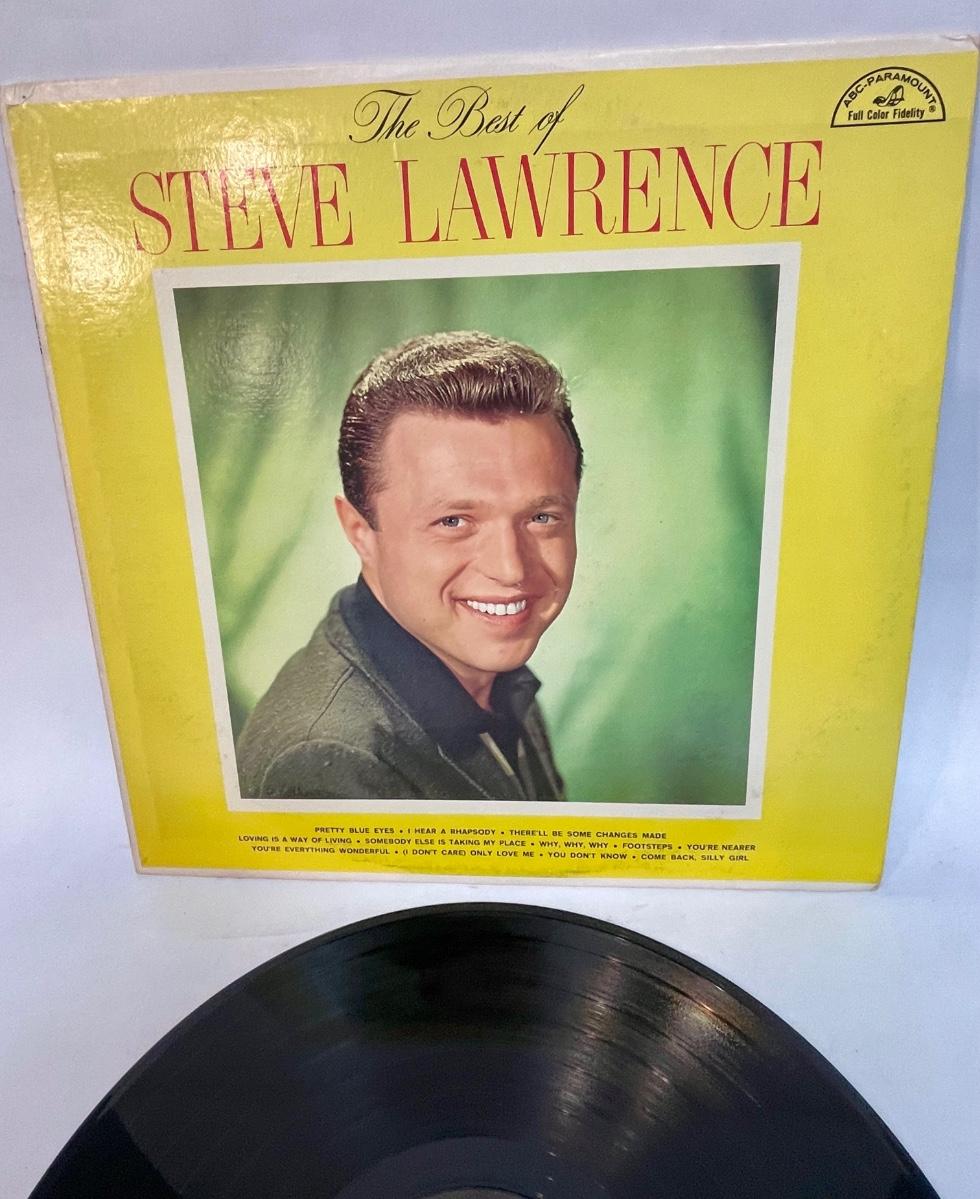 The Best of
STEVE LAWRENCE
ABC-PARAMOUNT®
Full Color Fidelity
PRETTY BLUE EYES • I HEAR A RHAPSODY • THERE'LL BE SOME CHANGES MADE
LOVING IS A WAY OF LIVING • SOMEBODY ELSE IS TAKING MY PLACE • WHY, WHY, WHY • FOOTSTEPS • YOU'RE NEARER
YOU'RE EVERYTHING WONDERFUL • (I DON'T CARE) ONLY LOVE ME • YOU DON'T KNOW • COME BACK, SILLY GIRL